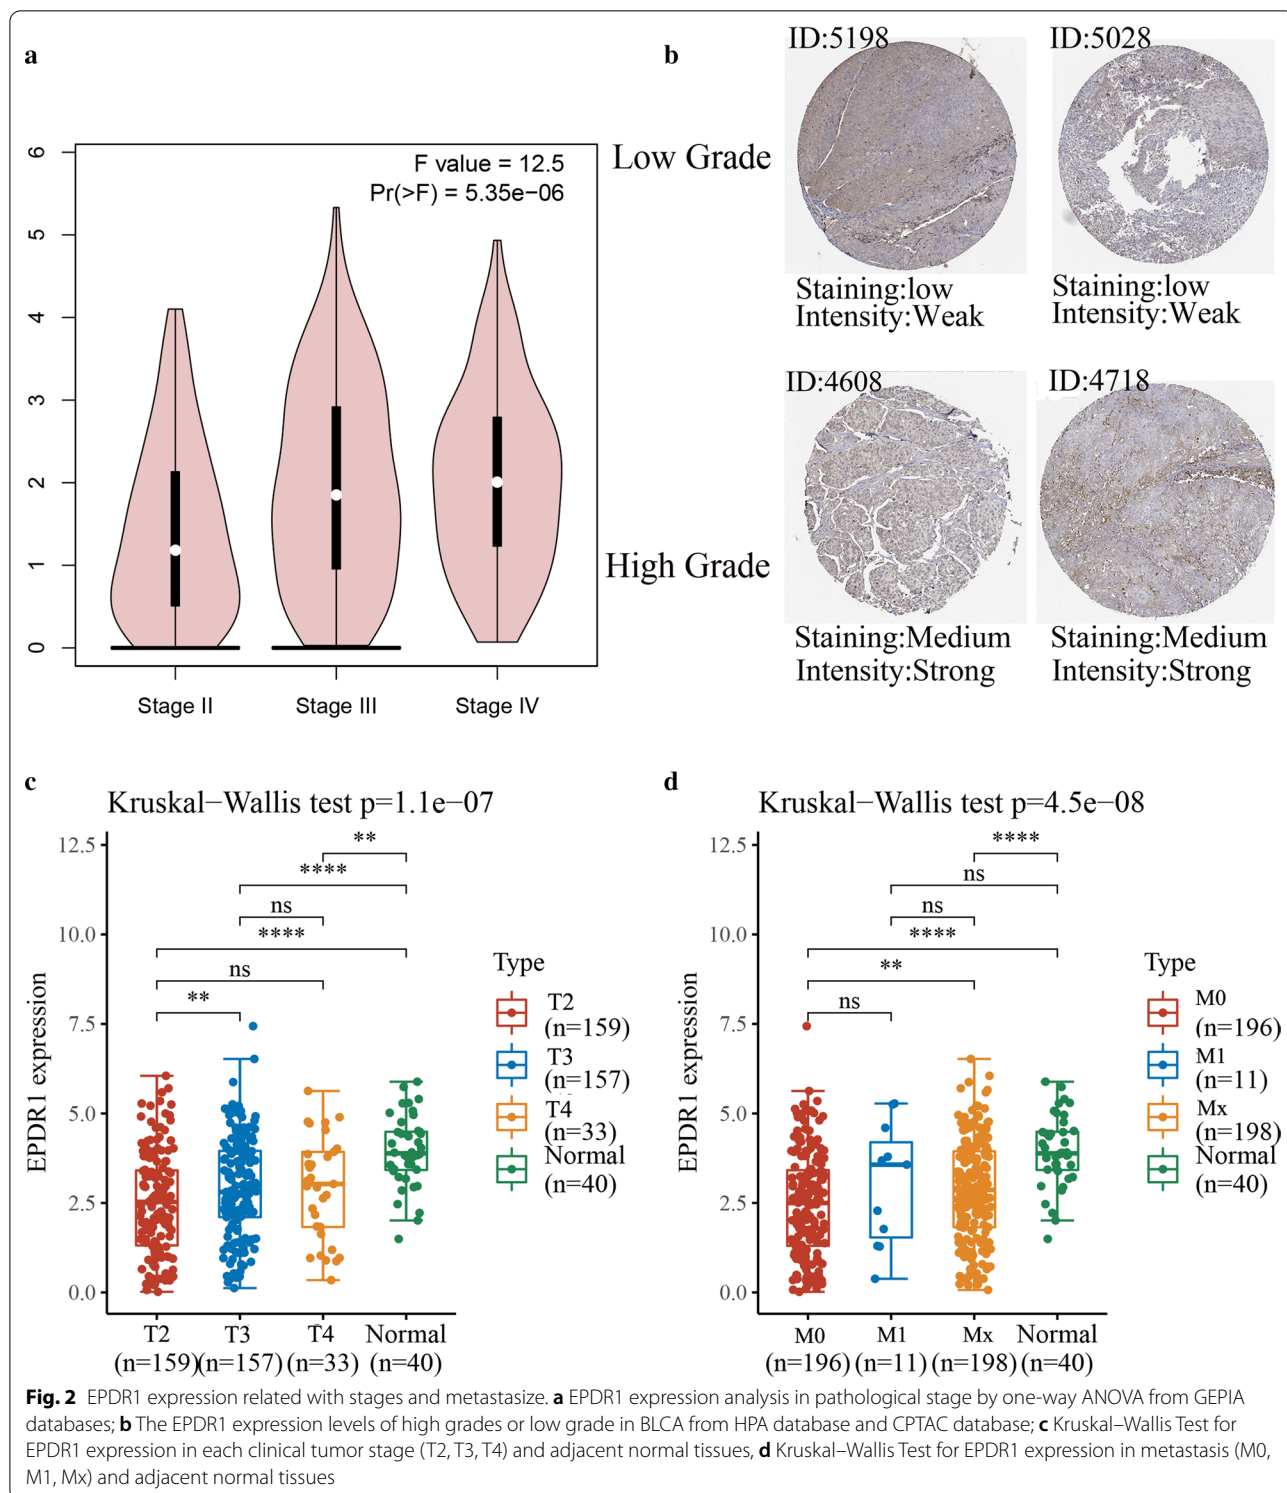 a
6
5
4
3
2
1
0
F value = 12.5
Pr(>F) = 5.35e−06
Stage II
Stage III
Stage IV
b
Low Grade
ID:5198
Staining:low
Intensity:Weak
ID:5028
Staining:low
Intensity:Weak
High Grade
ID:4608
Staining:Medium
Intensity:Strong
ID:4718
Staining:Medium
Intensity:Strong
c
Kruskal−Wallis test p=1.1e−07
EPDR1 expression
12.5
10.0
7.5
5.0
2.5
0.0
**
****
ns
****
ns
**
T2
(n=159)
T3
(n=157)
T4
(n=33)
Normal
(n=40)
Type
T2
(n=159)
T3
(n=157)
T4
(n=33)
Normal
(n=40)
d
Kruskal−Wallis test p=4.5e−08
EPDR1 expression
12.5
10.0
7.5
5.0
2.5
0.0
****
ns
ns
****
**
ns
M0
(n=196)
M1
(n=11)
Mx
(n=198)
Normal
(n=40)
Type
M0
(n=196)
M1
(n=11)
Mx
(n=198)
Normal
(n=40)
Fig. 2 EPDR1 expression related with stages and metastasize. a EPDR1 expression analysis in pathological stage by one-way ANOVA from GEPIA
databases; b The EPDR1 expression levels of high grades or low grade in BLCA from HPA database and CPTAC database; c Kruskal–Wallis Test for
EPDR1 expression in each clinical tumor stage (T2, T3, T4) and adjacent normal tissues, d Kruskal–Wallis Test for EPDR1 expression in metastasis (M0,
M1, Mx) and adjacent normal tissues